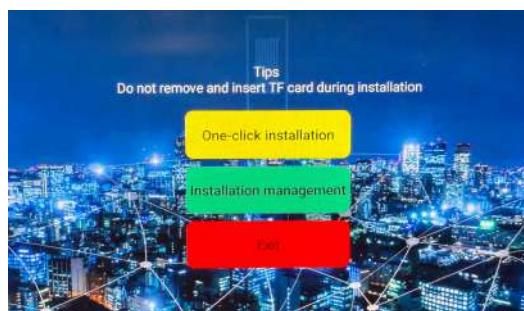 Tips
Do not remove and insert TF card during installation
One-click installation
Installation management
Exit